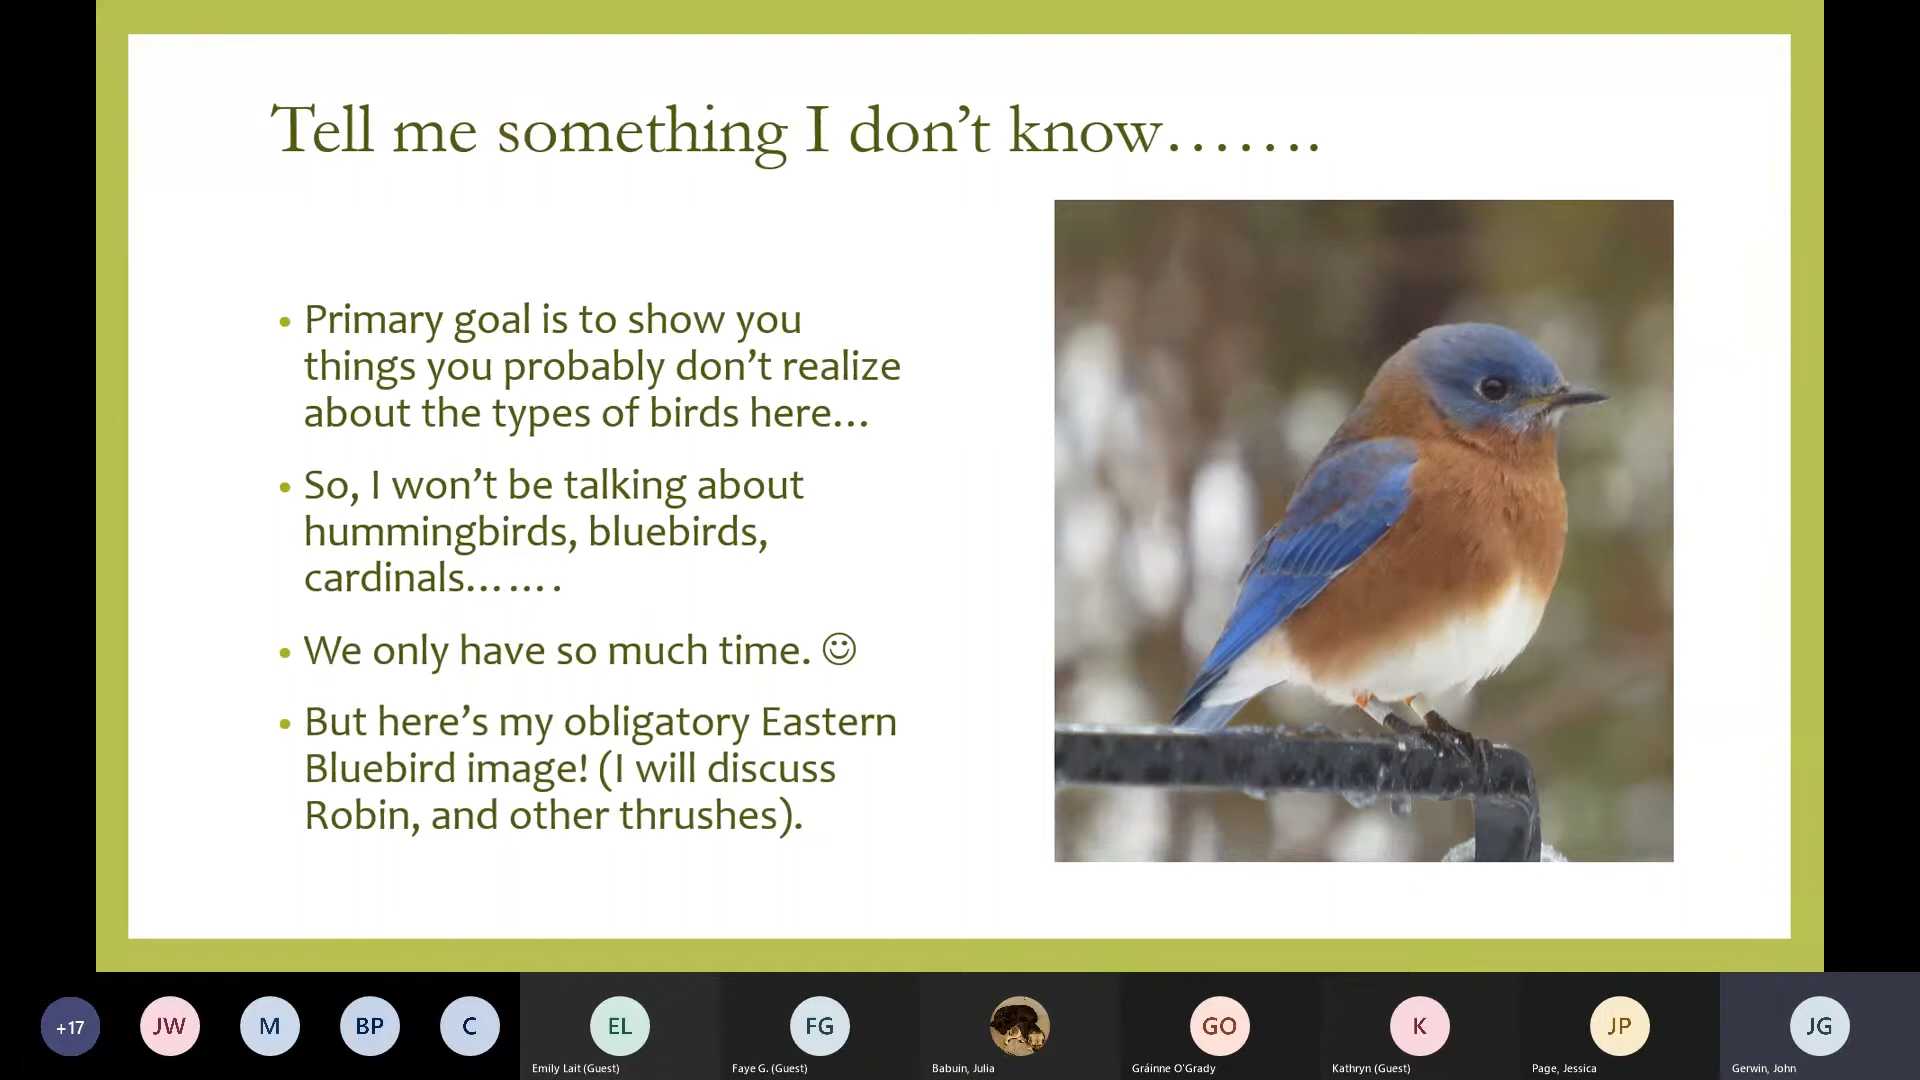 Tell me something I don’t know…….
• Primary goal is to show you
things you probably don’t realize
about the types of birds here…
• So, I won’t be talking about
hummingbirds, bluebirds,
cardinals…….
• We only have so much time. ☺
• But here’s my obligatory Eastern
Bluebird image! (I will discuss
Robin, and other thrushes).
+17
JW
M
BP
C
EL
Emily Lait (Guest)
FG
Faye G. (Guest)
Babuin, Julia
GO
Gráinne O'Grady
K
Kathryn (Guest)
JP
Page, Jessica
JG
Gerwin, John